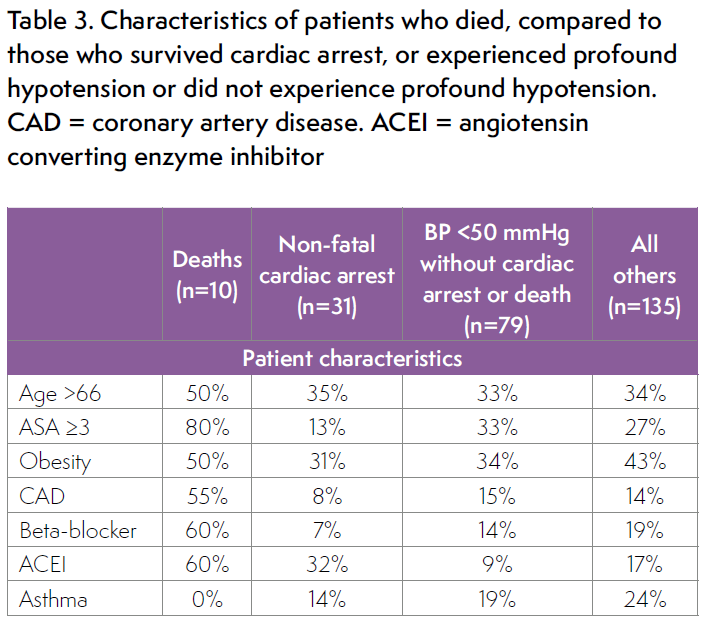 Table 3. Characteristics of patients who died, compared to
those who survived cardiac arrest, or experienced profound
hypotension or did not experience profound hypotension.
CAD = coronary artery disease. ACEI = angiotensin
converting enzyme inhibitor
Deaths (n=10) Non-fatal cardiac arrest (n=31) BP <50 mmHg without cardiac arrest or death (n=79) All others (n=135)
Patient characteristics
Age >66 50% 35% 33% 34%
ASA ≥3 80% 13% 33% 27%
Obesity 50% 31% 34% 43%
CAD 55% 8% 15% 14%
Beta-blocker 60% 7% 14% 19%
ACEI 60% 32% 9% 17%
Asthma 0% 14% 19% 24%